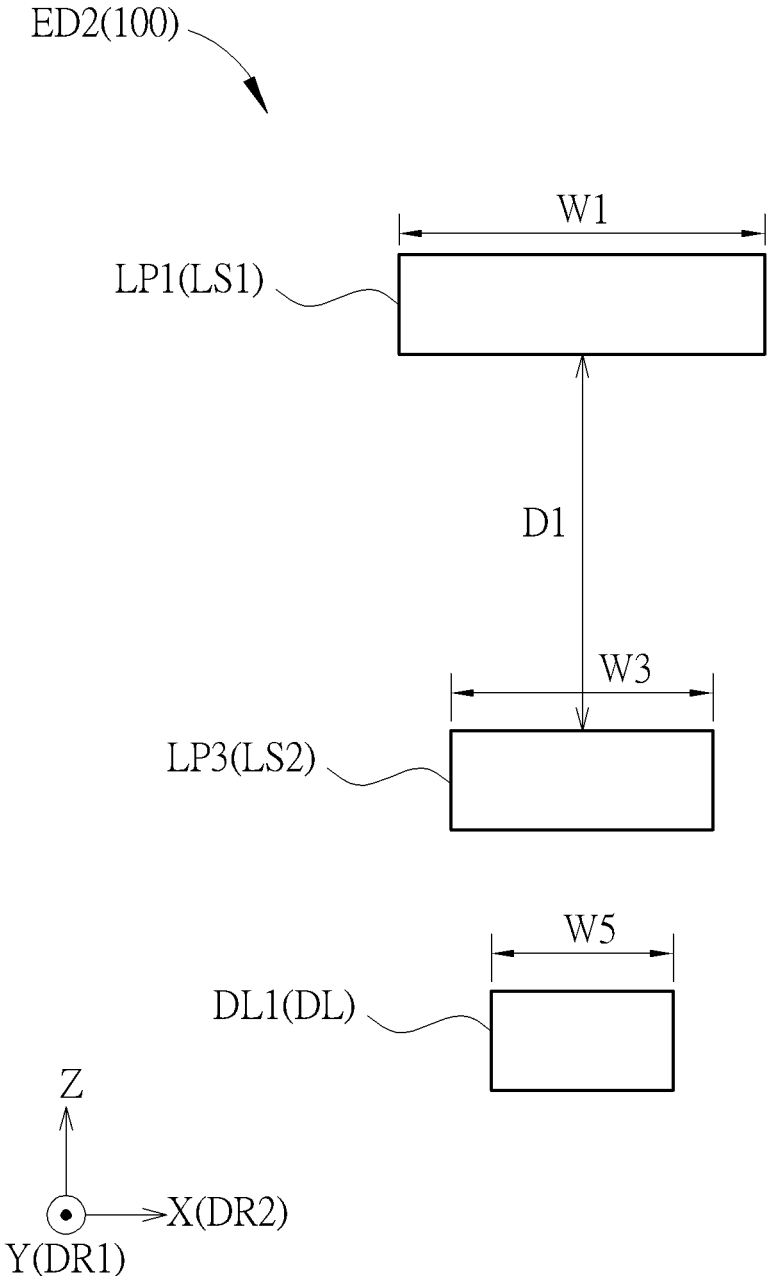 ED2(100)
W1
LP1(LS1)
D1
W3
LP3(LS2)
W5
DL1(DL)
Z
X(DR2)
Y(DR1)